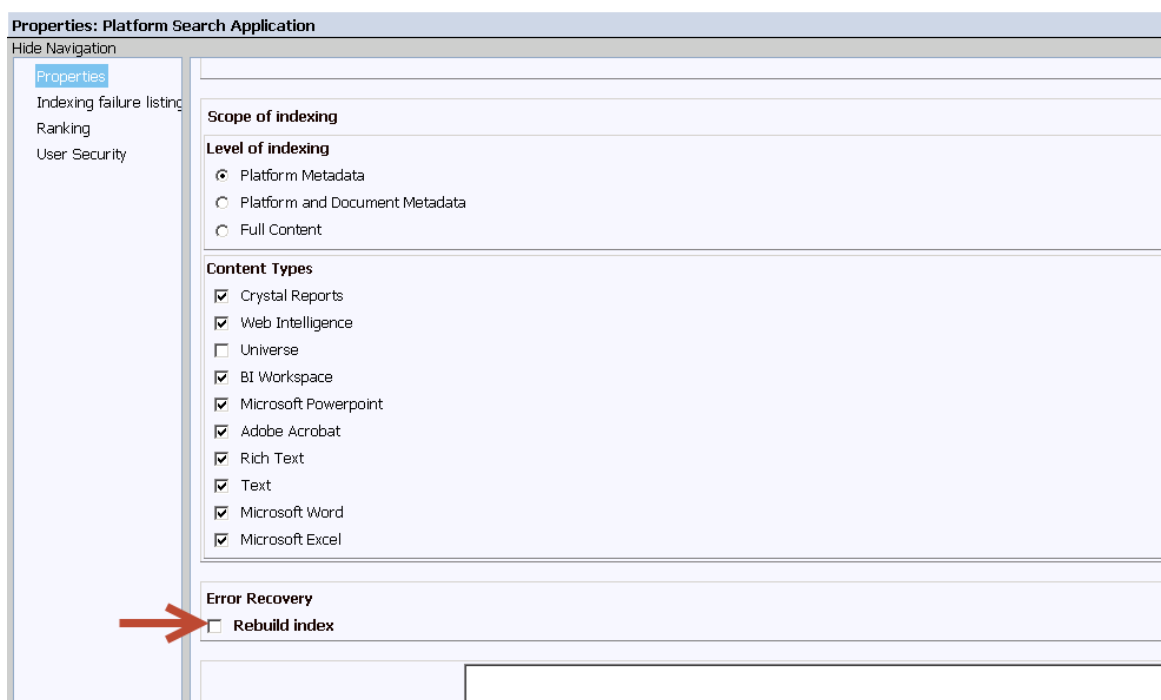 Properties: Platform Search Application
Hide Navigation
Properties
Indexing failure listing
Ranking
User Security
Scope of indexing
Level of indexing
Platform Metadata
Platform and Document Metadata
Full Content
Content Types
Crystal Reports
Web Intelligence
Universe
BI Workspace
Microsoft Powerpoint
Adobe Acrobat
Rich Text
Text
Microsoft Word
Microsoft Excel
Error Recovery
Rebuild index